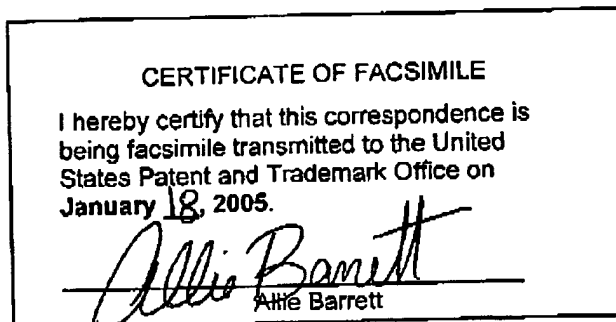 CERTIFICATE OF FACSIMILE
I hereby certify that this correspondence is
being facsimile transmitted to the United
States Patent and Trademark Office on
January 18, 2005.
Allie Barrett
Allie Barrett